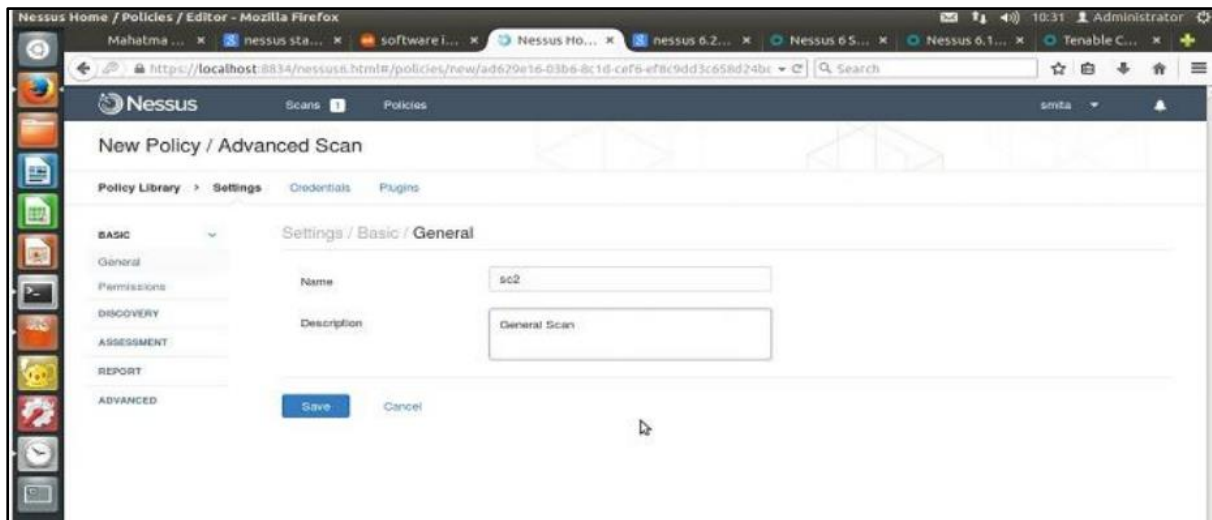 Nessus Home / Policies / Editor - Mozilla Firefox 10:31 Administrator
Mahatma ... nessus sta... software i... Nessus Ho... nessus 6.2... Nessus 6 5... Nessus 6.1... Tenable C...
Search
Nessus Scans 1 Policies smita
New Policy / Advanced Scan
Policy Library > Settings Credentials Plugins
BASIC
Settings / Basic / General
General
Name sc2
Permissions
DISCOVERY
Description General Scan
ASSESSMENT
REPORT
ADVANCED
Save Cancel